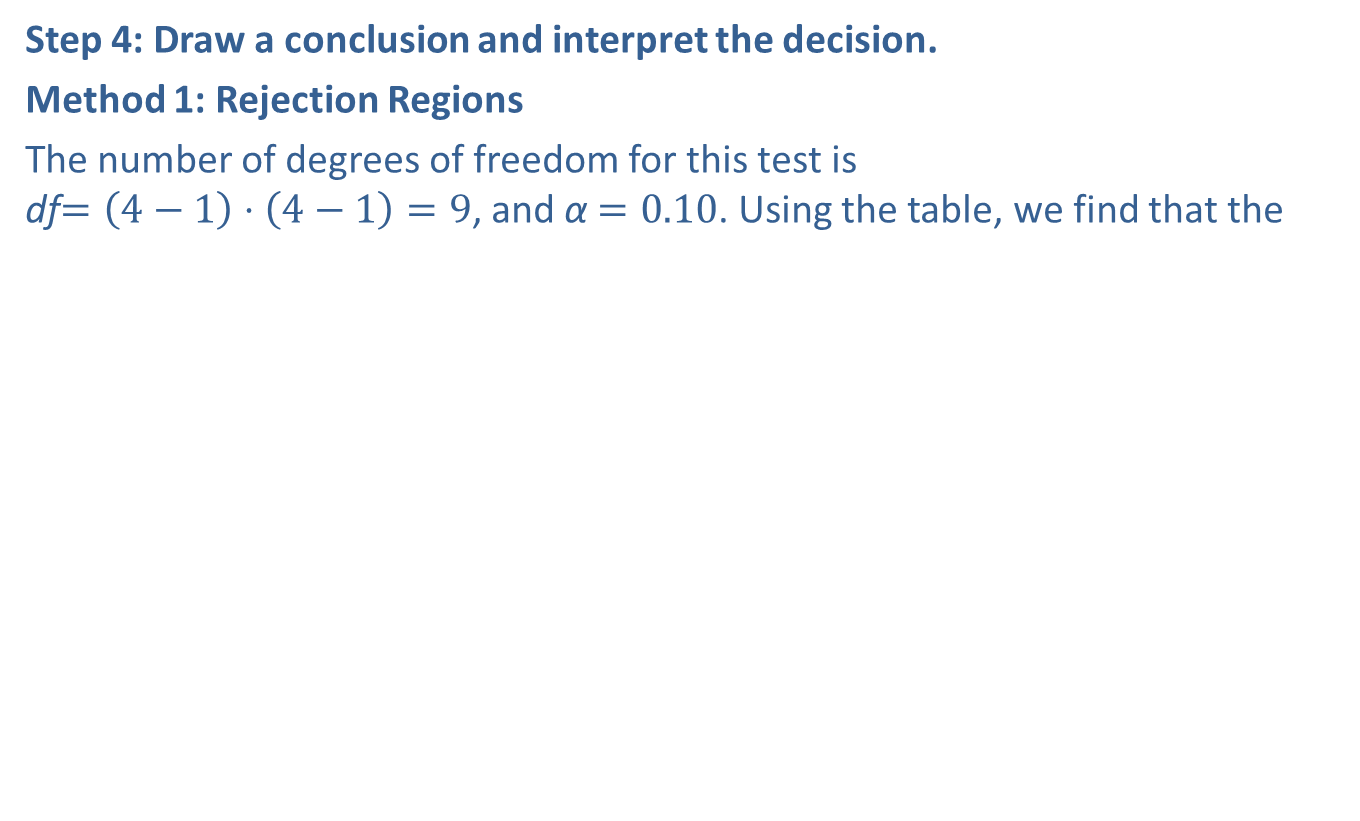 Step 4: Draw a conclusion and interpret the decision.
Method 1: Rejection Regions
The number of degrees of freedom for this test is
df= (4 − 1) · (4 − 1) = 9, and α = 0.10. Using the table, we find that the